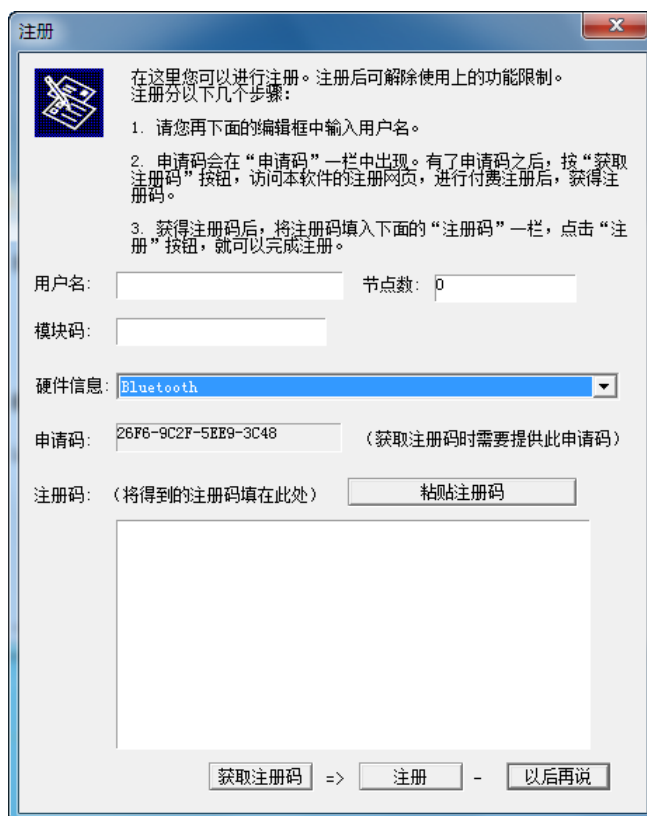 注册
在这里您可以进行注册。注册后可解除使用上的功能限制。
注册分以下几个步骤：
1. 请您再下面的编辑框中输入用户名。
2. 申请码会在“申请码”一栏中出现。有了申请码之后，按“获取
注册码”按钮，访问本软件的注册网页，进行付费注册后，获得注
册码。
3. 获得注册码后，将注册码填入下面的“注册码”一栏，点击“注
册”按钮，就可以完成注册。
用户名： 节点数： 0
模块码：
硬件信息： Bluetooth
申请码： 26F6-9C2F-5EE9-3C48 （获取注册码时需要提供此申请码）
注册码： （将得到的注册码填在此处） 粘贴注册码
获取注册码 => 注册 - 以后再说